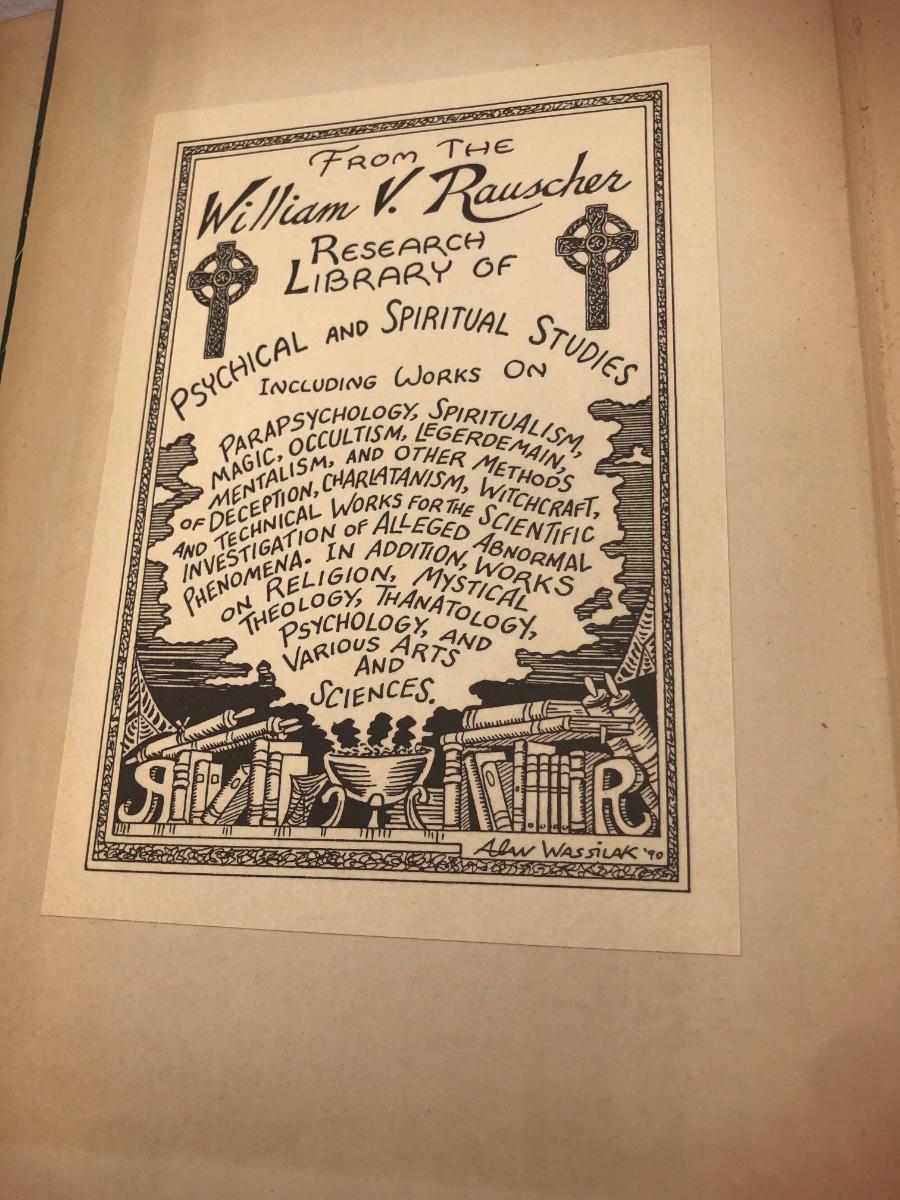 FROM THE
William V. Rauscher
RESEARCH
LIBRARY OF
PSYCHICAL AND SPIRITUAL STUDIES
INCLUDING WORKS ON
PARAPSYCHOLOGY, SPIRITUALISM,
MAGIC, OCCULTISM, LEGERDEMAIN,
MENTALISM, AND OTHER METHODS
OF DECEPTION, CHARLATANISM, WITCHCRAFT,
AND TECHNICAL WORKS FOR THE SCIENTIFIC
INVESTIGATION OF ALLEGED ABNORMAL
PHENOMENA. IN ADDITION, WORKS
ON RELIGION, MYSTICAL
THEOLOGY, THANATOLOGY,
PSYCHOLOGY, AND
VARIOUS ARTS
AND
SCIENCES.
R R
ALAN WASSILAK '90